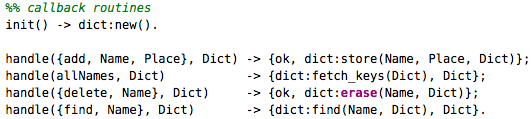 %% callback routines
init() -> dict:new().
handle({add, Name, Place}, Dict) -> {ok, dict:store(Name, Place, Dict)};
handle(allNames, Dict) -> {dict:fetch_keys(Dict), Dict};
handle({delete, Name}, Dict) -> {ok, dict:erase(Name, Dict)};
handle({find, Name}, Dict) -> {dict:find(Name, Dict), Dict}.